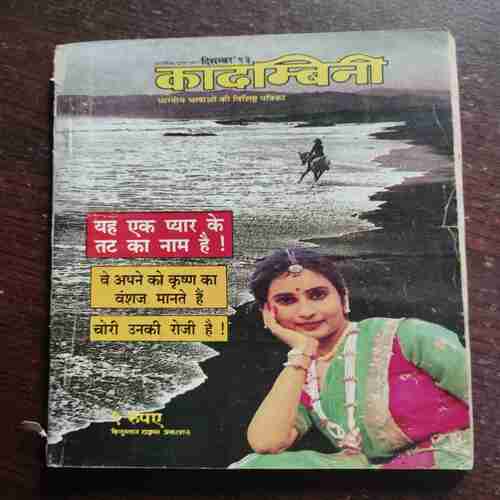 दिसम्बर '९३
कादम्बिनी
भारतीय भाषाओं की विशिष्ट पत्रिका
यह एक प्यार के
तट का नाम है !
वे अपने को कृष्ण का
वंशज मानते हैं
चोरी उनकी रोजी है !
रुपए
हिन्दुस्तान टाइम्स प्रकाशन